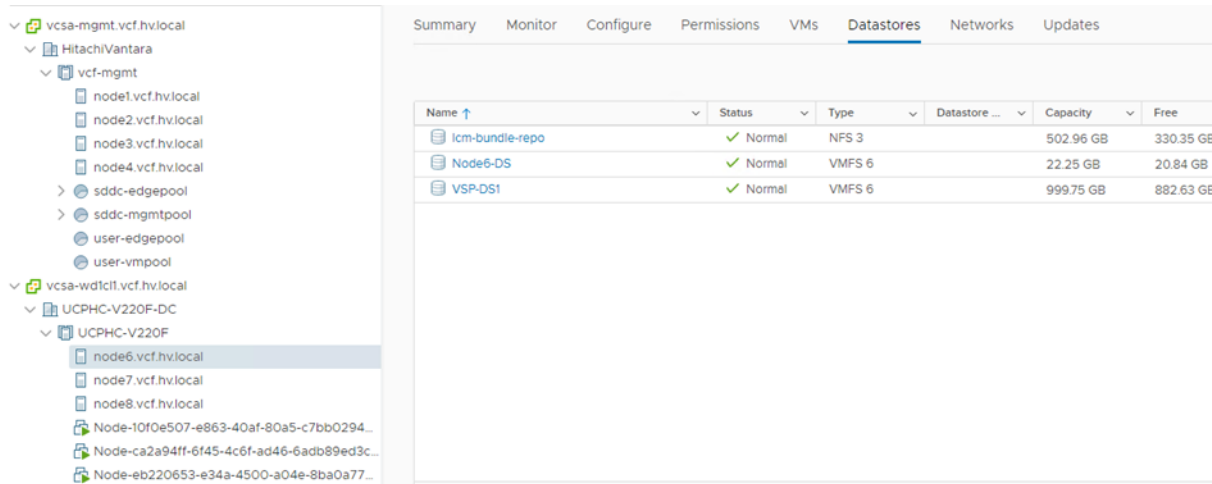 vcsa-mgmt.vcf.hv.local
HitachiVantara
vcf-mgmt
node1.vcf.hv.local
node2.vcf.hv.local
node3.vcf.hv.local
node4.vcf.hv.local
sddc-edgepool
sddc-mgmtpool
user-edgepool
user-vmpool
vcsa-wd1cl1.vcf.hv.local
UCPHC-V220F-DC
UCPHC-V220F
node6.vcf.hv.local
node7.vcf.hv.local
node8.vcf.hv.local
Node-10f0e507-e863-40af-80a5-c7bb0294...
Node-ca2a94ff-6f45-4c6f-ad46-6adb89ed3c...
Node-eb220653-e34a-4500-a04e-8ba0a77...
Summary Monitor Configure Permissions VMs Datastores Networks Updates
Name ↑ Status Type Datastore ... Capacity Free
lcm-bundle-repo Normal NFS 3 502.96 GB 330.35 GB
Node6-DS Normal VMFS 6 22.25 GB 20.84 GB
VSP-DS1 Normal VMFS 6 999.75 GB 882.63 GB